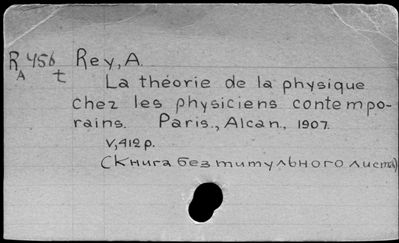 R 456 Rey, A.
A t La théorie de la physique
chez les physiciens contempo-
rains. Paris., Alcan, 1907.
V, 412 p.
(Книга без титульного листа)